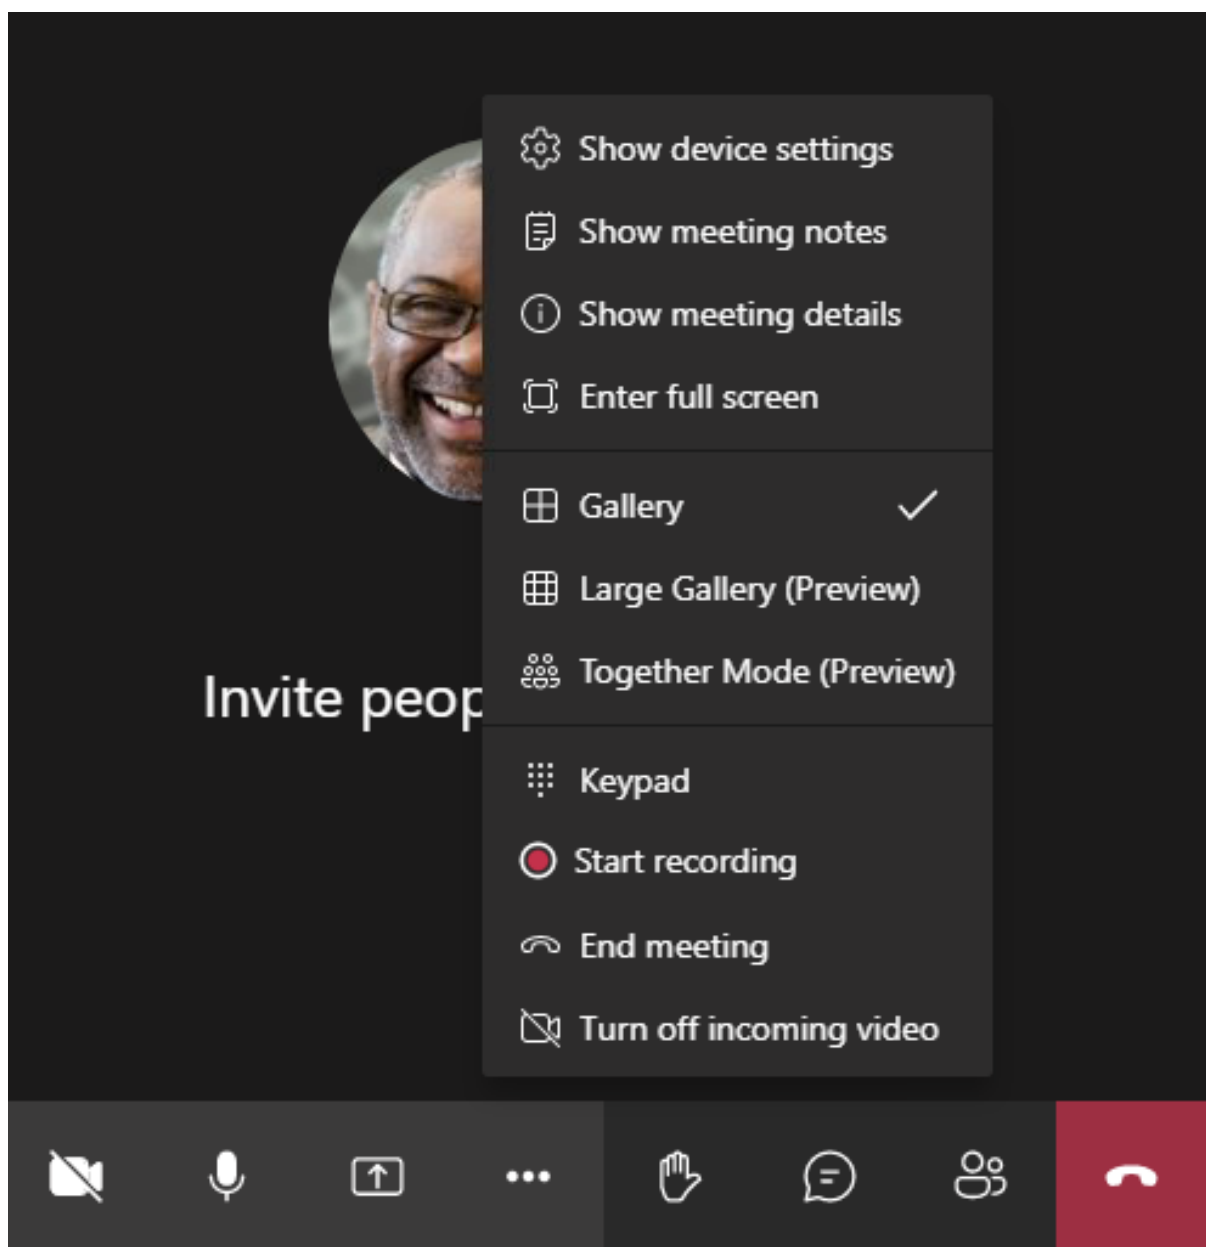 Show device settings
Show meeting notes
Show meeting details
Enter full screen
Gallery
Large Gallery (Preview)
Together Mode (Preview)
Invite
Keypad
Start recording
End meeting
Turn off incoming video